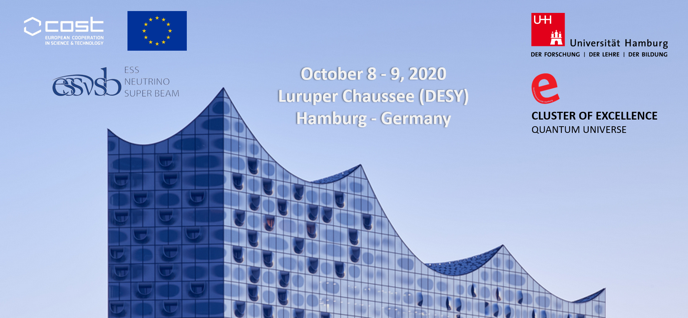 cost
EUROPEAN COOPERATION
IN SCIENCE & TECHNOLOGY
essνsb
ESS
NEUTRINO
SUPER BEAM
October 8 - 9, 2020
Luruper Chaussee (DESY)
Hamburg - Germany
UH
Universität Hamburg
DER FORSCHUNG | DER LEHRE | DER BILDUNG
e
CLUSTER OF EXCELLENCE
QUANTUM UNIVERSE